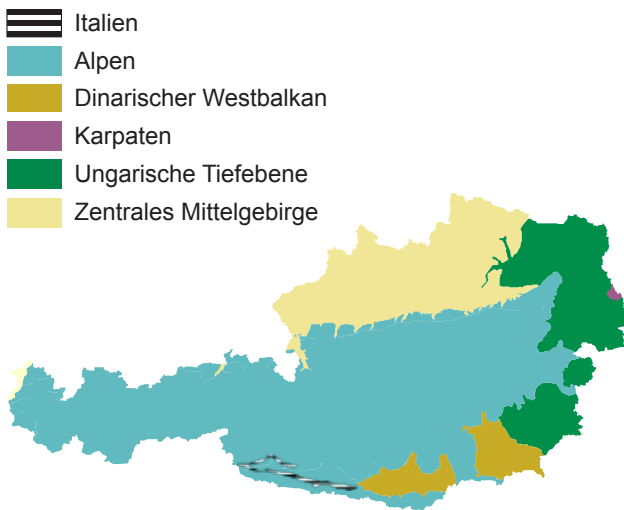 Italien
Alpen
Dinarischer Westbalkan
Karpaten
Ungarische Tiefebene
Zentrales Mittelgebirge